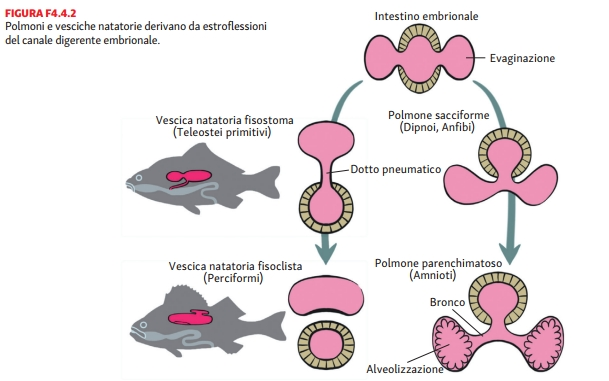 FIGURA F4.4.2
Polmoni e vesciche natatorie derivano da estroflessioni
del canale digerente embrionale.
Intestino embrionale
Evaginazione
Vescica natatoria fisostoma
(Teleostei primitivi)
Polmone sacciforme
(Dipnoi, Anfibi)
Dotto pneumatico
Vescica natatoria fisoclista
(Perciformi)
Polmone parenchimatoso
(Amnioti)
Bronco
Alveolizzazione